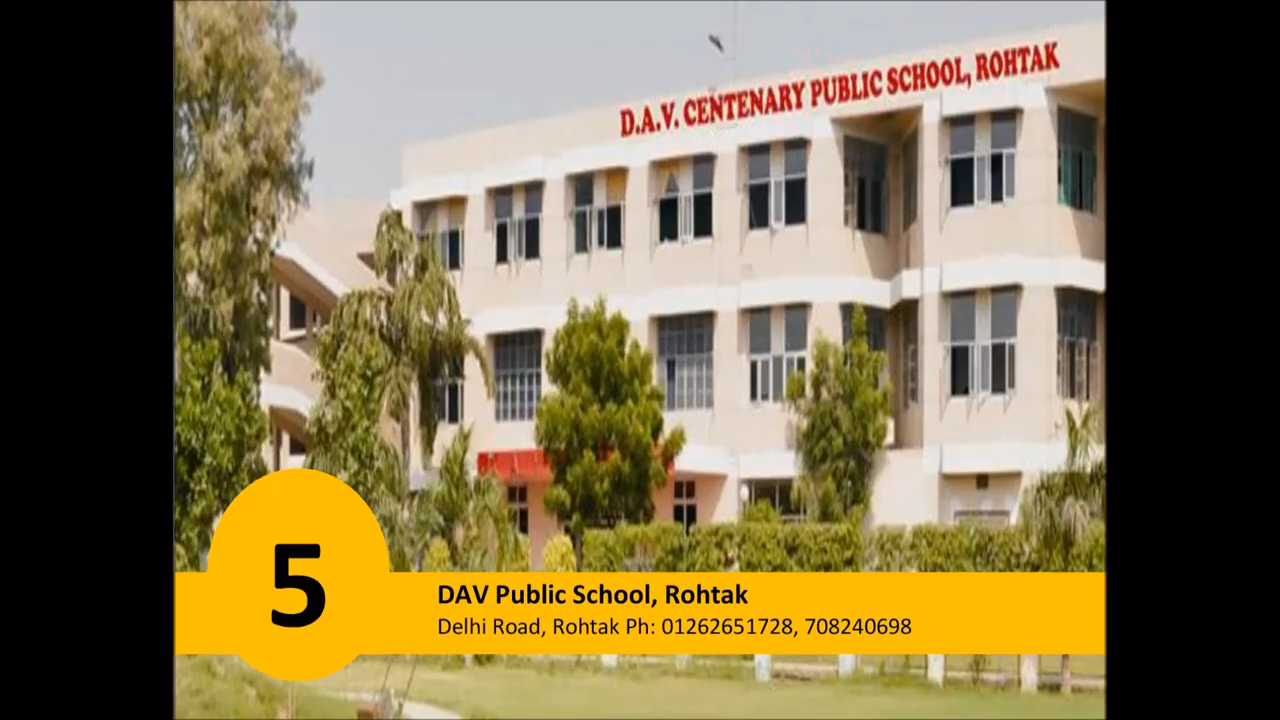 D.A.V. CENTENARY PUBLIC SCHOOL, ROHTAK
5
DAV Public School, Rohtak
Delhi Road, Rohtak Ph: 01262651728, 708240698